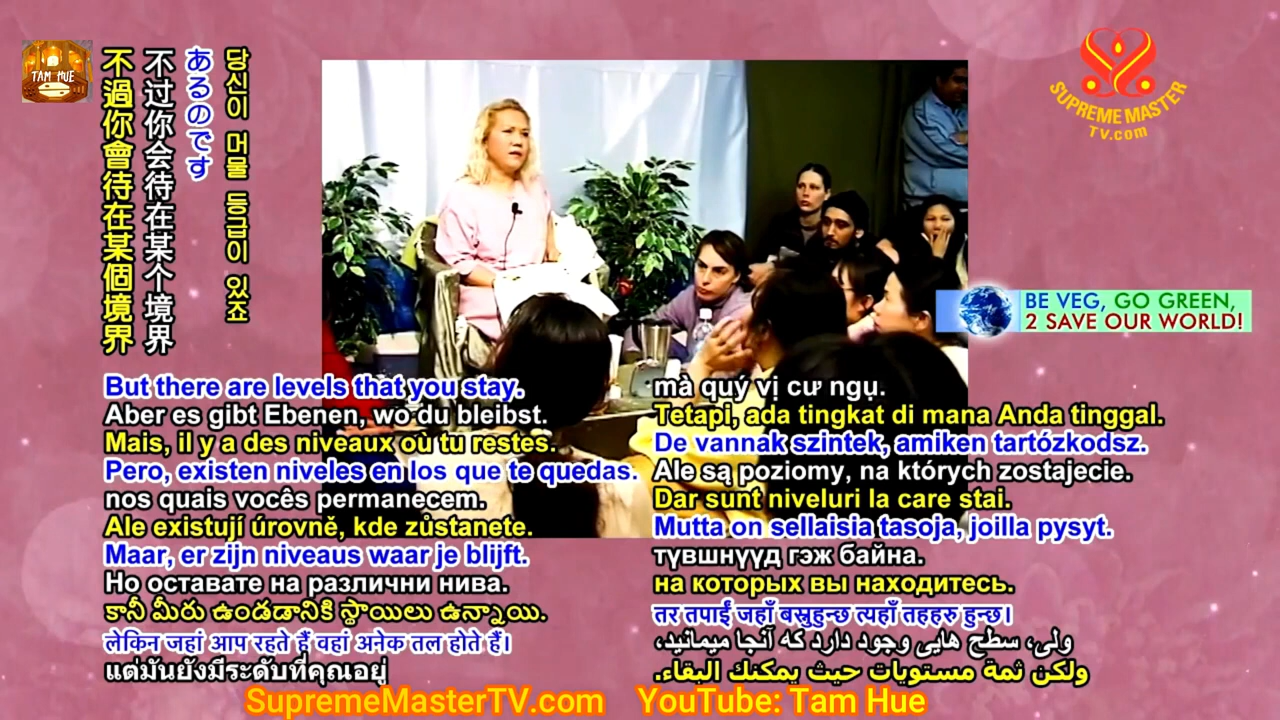 TAM HUE
당신이 머물 등급이 있죠
あるのです
不过你会待在某个境界
不過你會待在某個境界
SUPREME MASTER
TV.com
BE VEG, GO GREEN,
2 SAVE OUR WORLD!
But there are levels that you stay.
Aber es gibt Ebenen, wo du bleibst.
Mais, il y a des niveaux où tu restes.
Pero, existen niveles en los que te quedas.
nos quais vocês permanecem.
Ale existují úrovně, kde zůstanete.
Maar, er zijn niveaus waar je blijft.
Но оставате на различни нива.
కానీ మీరు ఉండడానికి స్థాయిలు ఉన్నాయి.
लेकिन जहां आप रहते हैं वहां अनेक तल होते हैं।
แต่มันยังมีระดับที่คุณอยู่
mà quý vị cư ngụ.
Tetapi, ada tingkat di mana Anda tinggal.
De vannak szintek, amiken tartózkodsz.
Ale są poziomy, na których zostajecie.
Dar sunt niveluri la care stai.
Mutta on sellaisia tasoja, joilla pysyt.
түвшнүүд гэж байна.
на которых вы находитесь.
तर तपाईं जहाँ बस्नुहुन्छ त्यहाँ तहहरु हुन्छ।
ولی، سطح هایی وجود دارد که آنجا میمانید،
ولكن ثمة مستويات حيث يمكنك البقاء.
SupremeMasterTV.com YouTube: Tam Hue